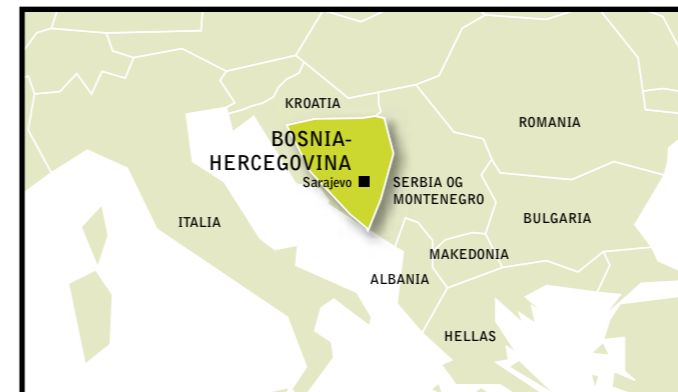 KROATIA
ROMANIA
BOSNIA-
HERCEGOVINA
Sarajevo
SERBIA OG
MONTENEGRO
ITALIA
BULGARIA
MAKEDONIA
ALBANIA
HELLAS